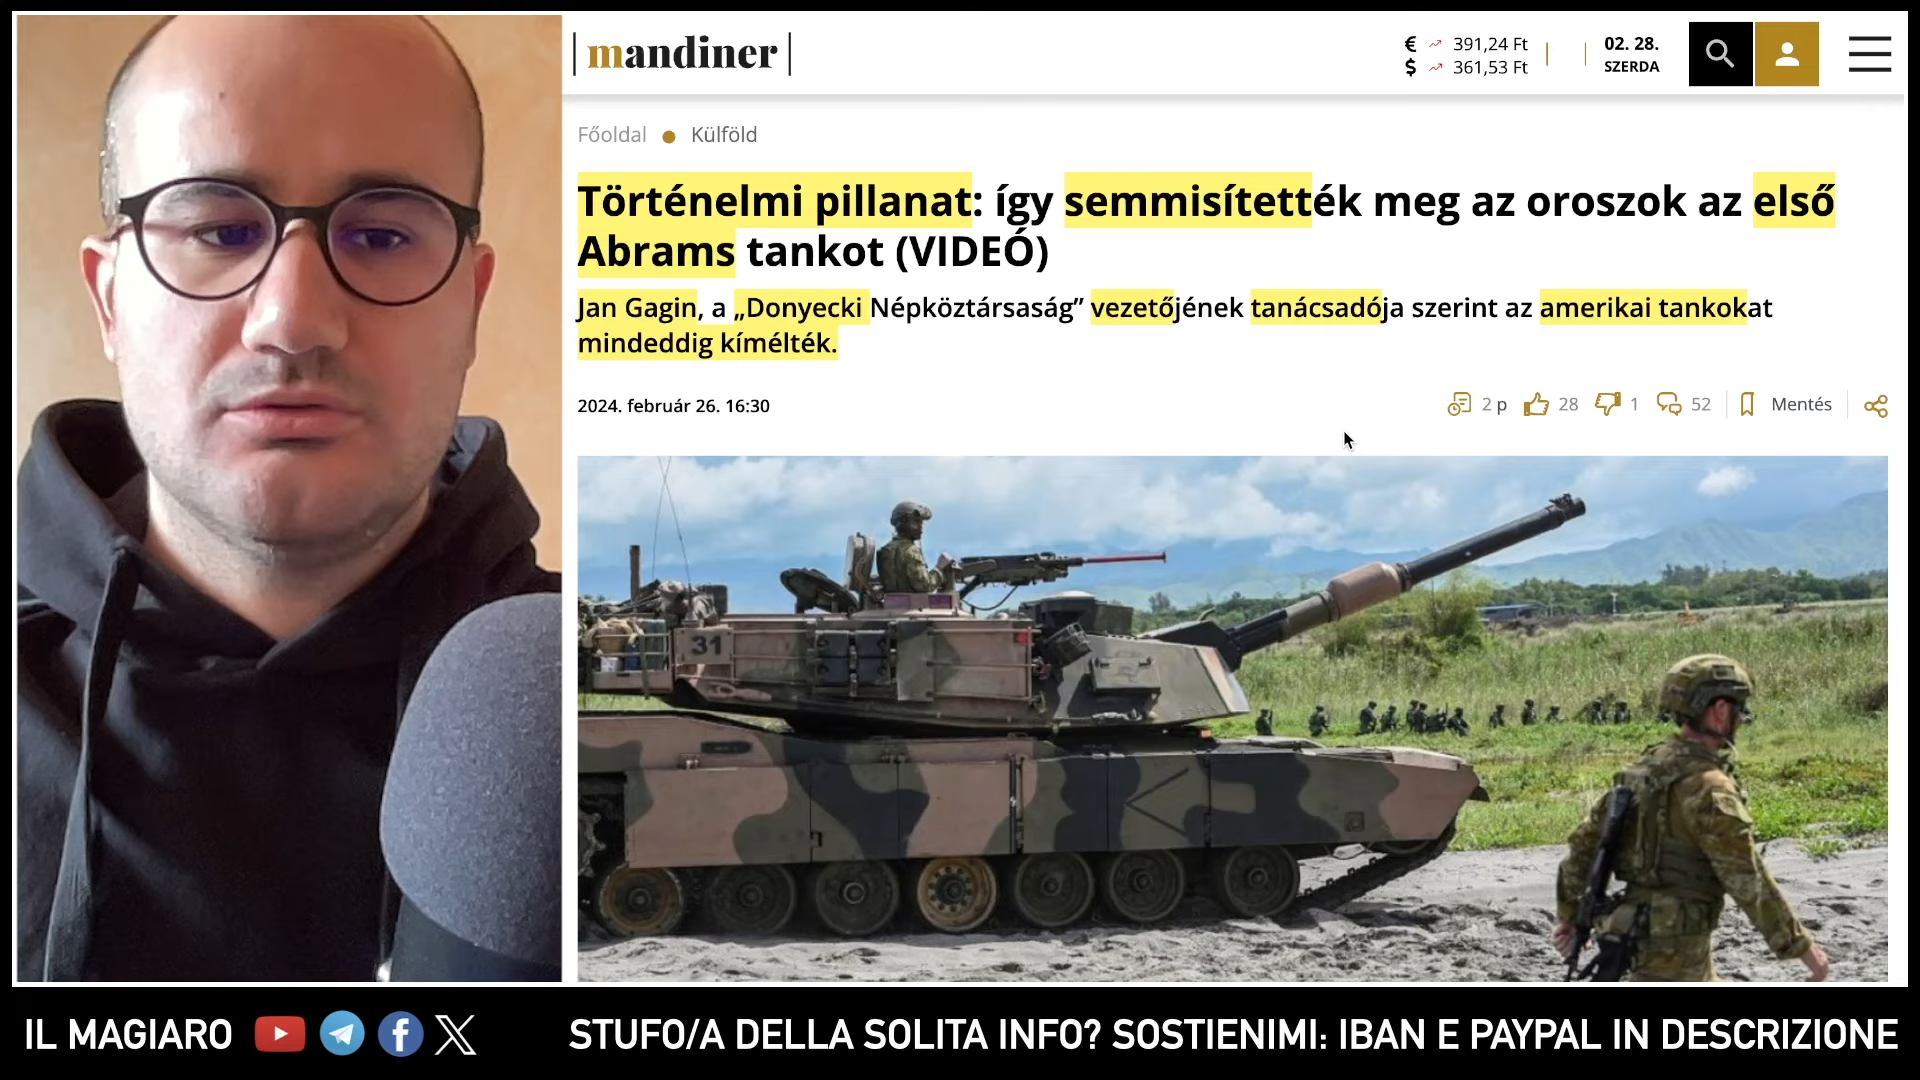 mandiner
€ 391,24 Ft
$ 361,53 Ft
02. 28.
SZERDA
Főoldal ● Külföld
Történelmi pillanat: így semmisítették meg az oroszok az első
Abrams tankot (VIDEÓ)
Jan Gagin, a „Donyecki Népköztársaság” vezetőjének tanácsadója szerint az amerikai tankokat
mindeddig kímélték.
2024. február 26. 16:30
2 p 28 1 52 Mentés
31
IL MAGIARO
STUFO/A DELLA SOLITA INFO? SOSTIENIMI: IBAN E PAYPAL IN DESCRIZIONE